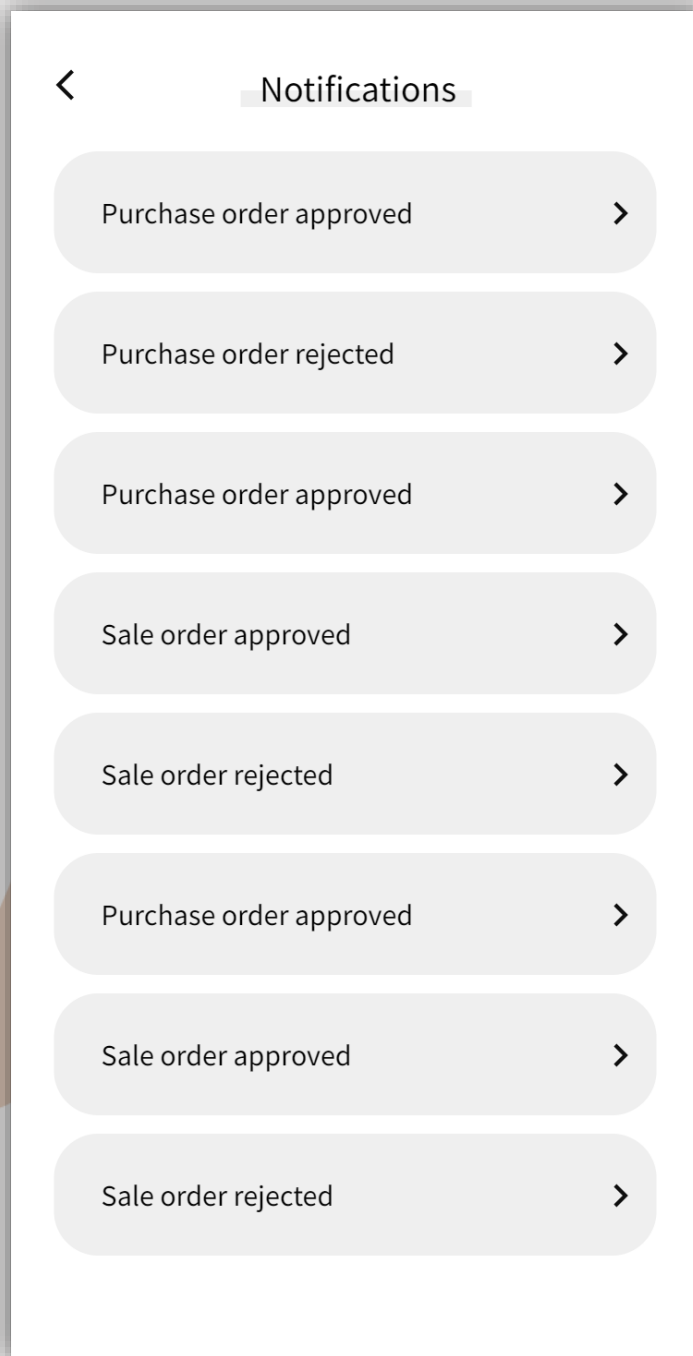 Notifications
Purchase order approved
Purchase order rejected
Purchase order approved
Sale order approved
Sale order rejected
Purchase order approved
Sale order approved
Sale order rejected